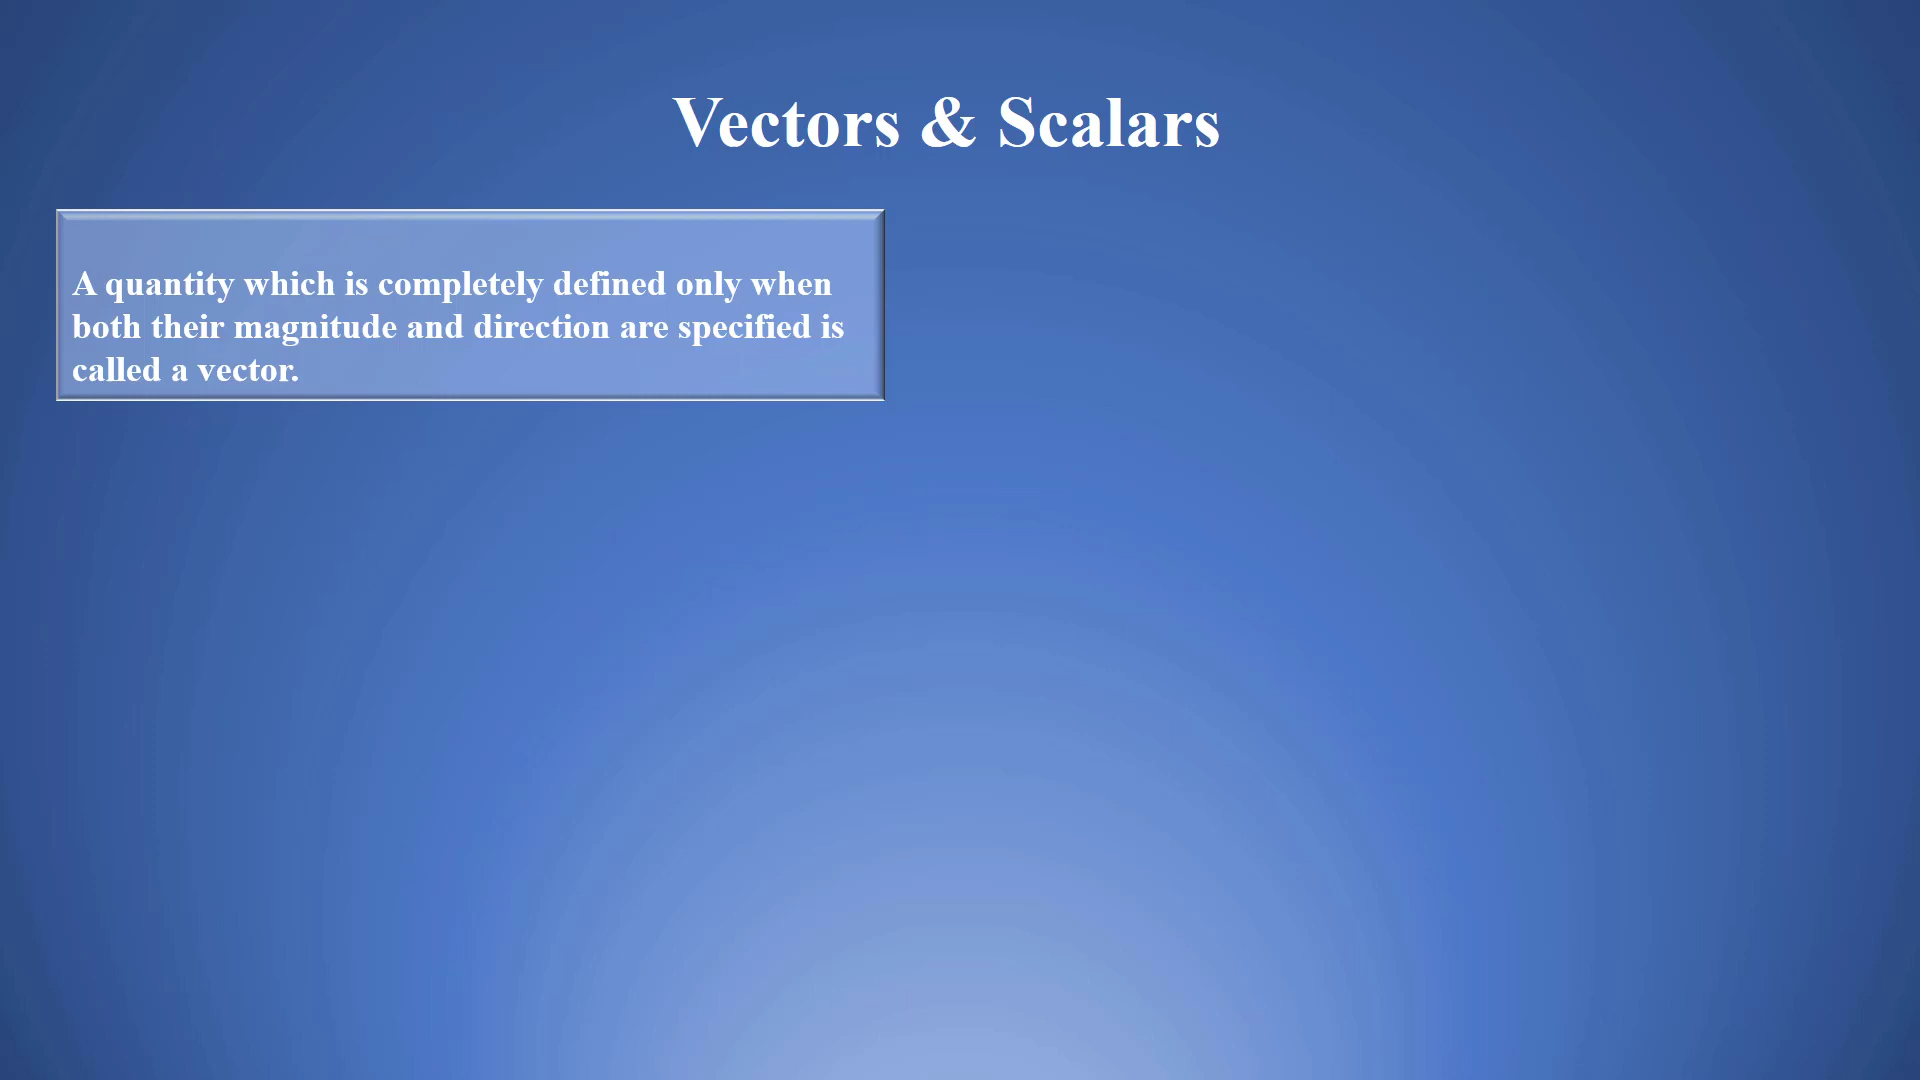 Vectors & Scalars
A quantity which is completely defined only when
both their magnitude and direction are specified is
called a vector.